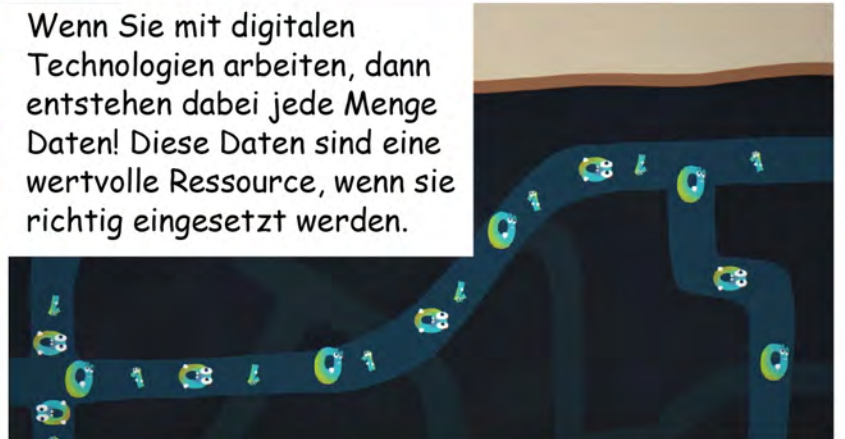 Wenn Sie mit digitalen
Technologien arbeiten, dann
entstehen dabei jede Menge
Daten! Diese Daten sind eine
wertvolle Ressource, wenn sie
richtig eingesetzt werden.